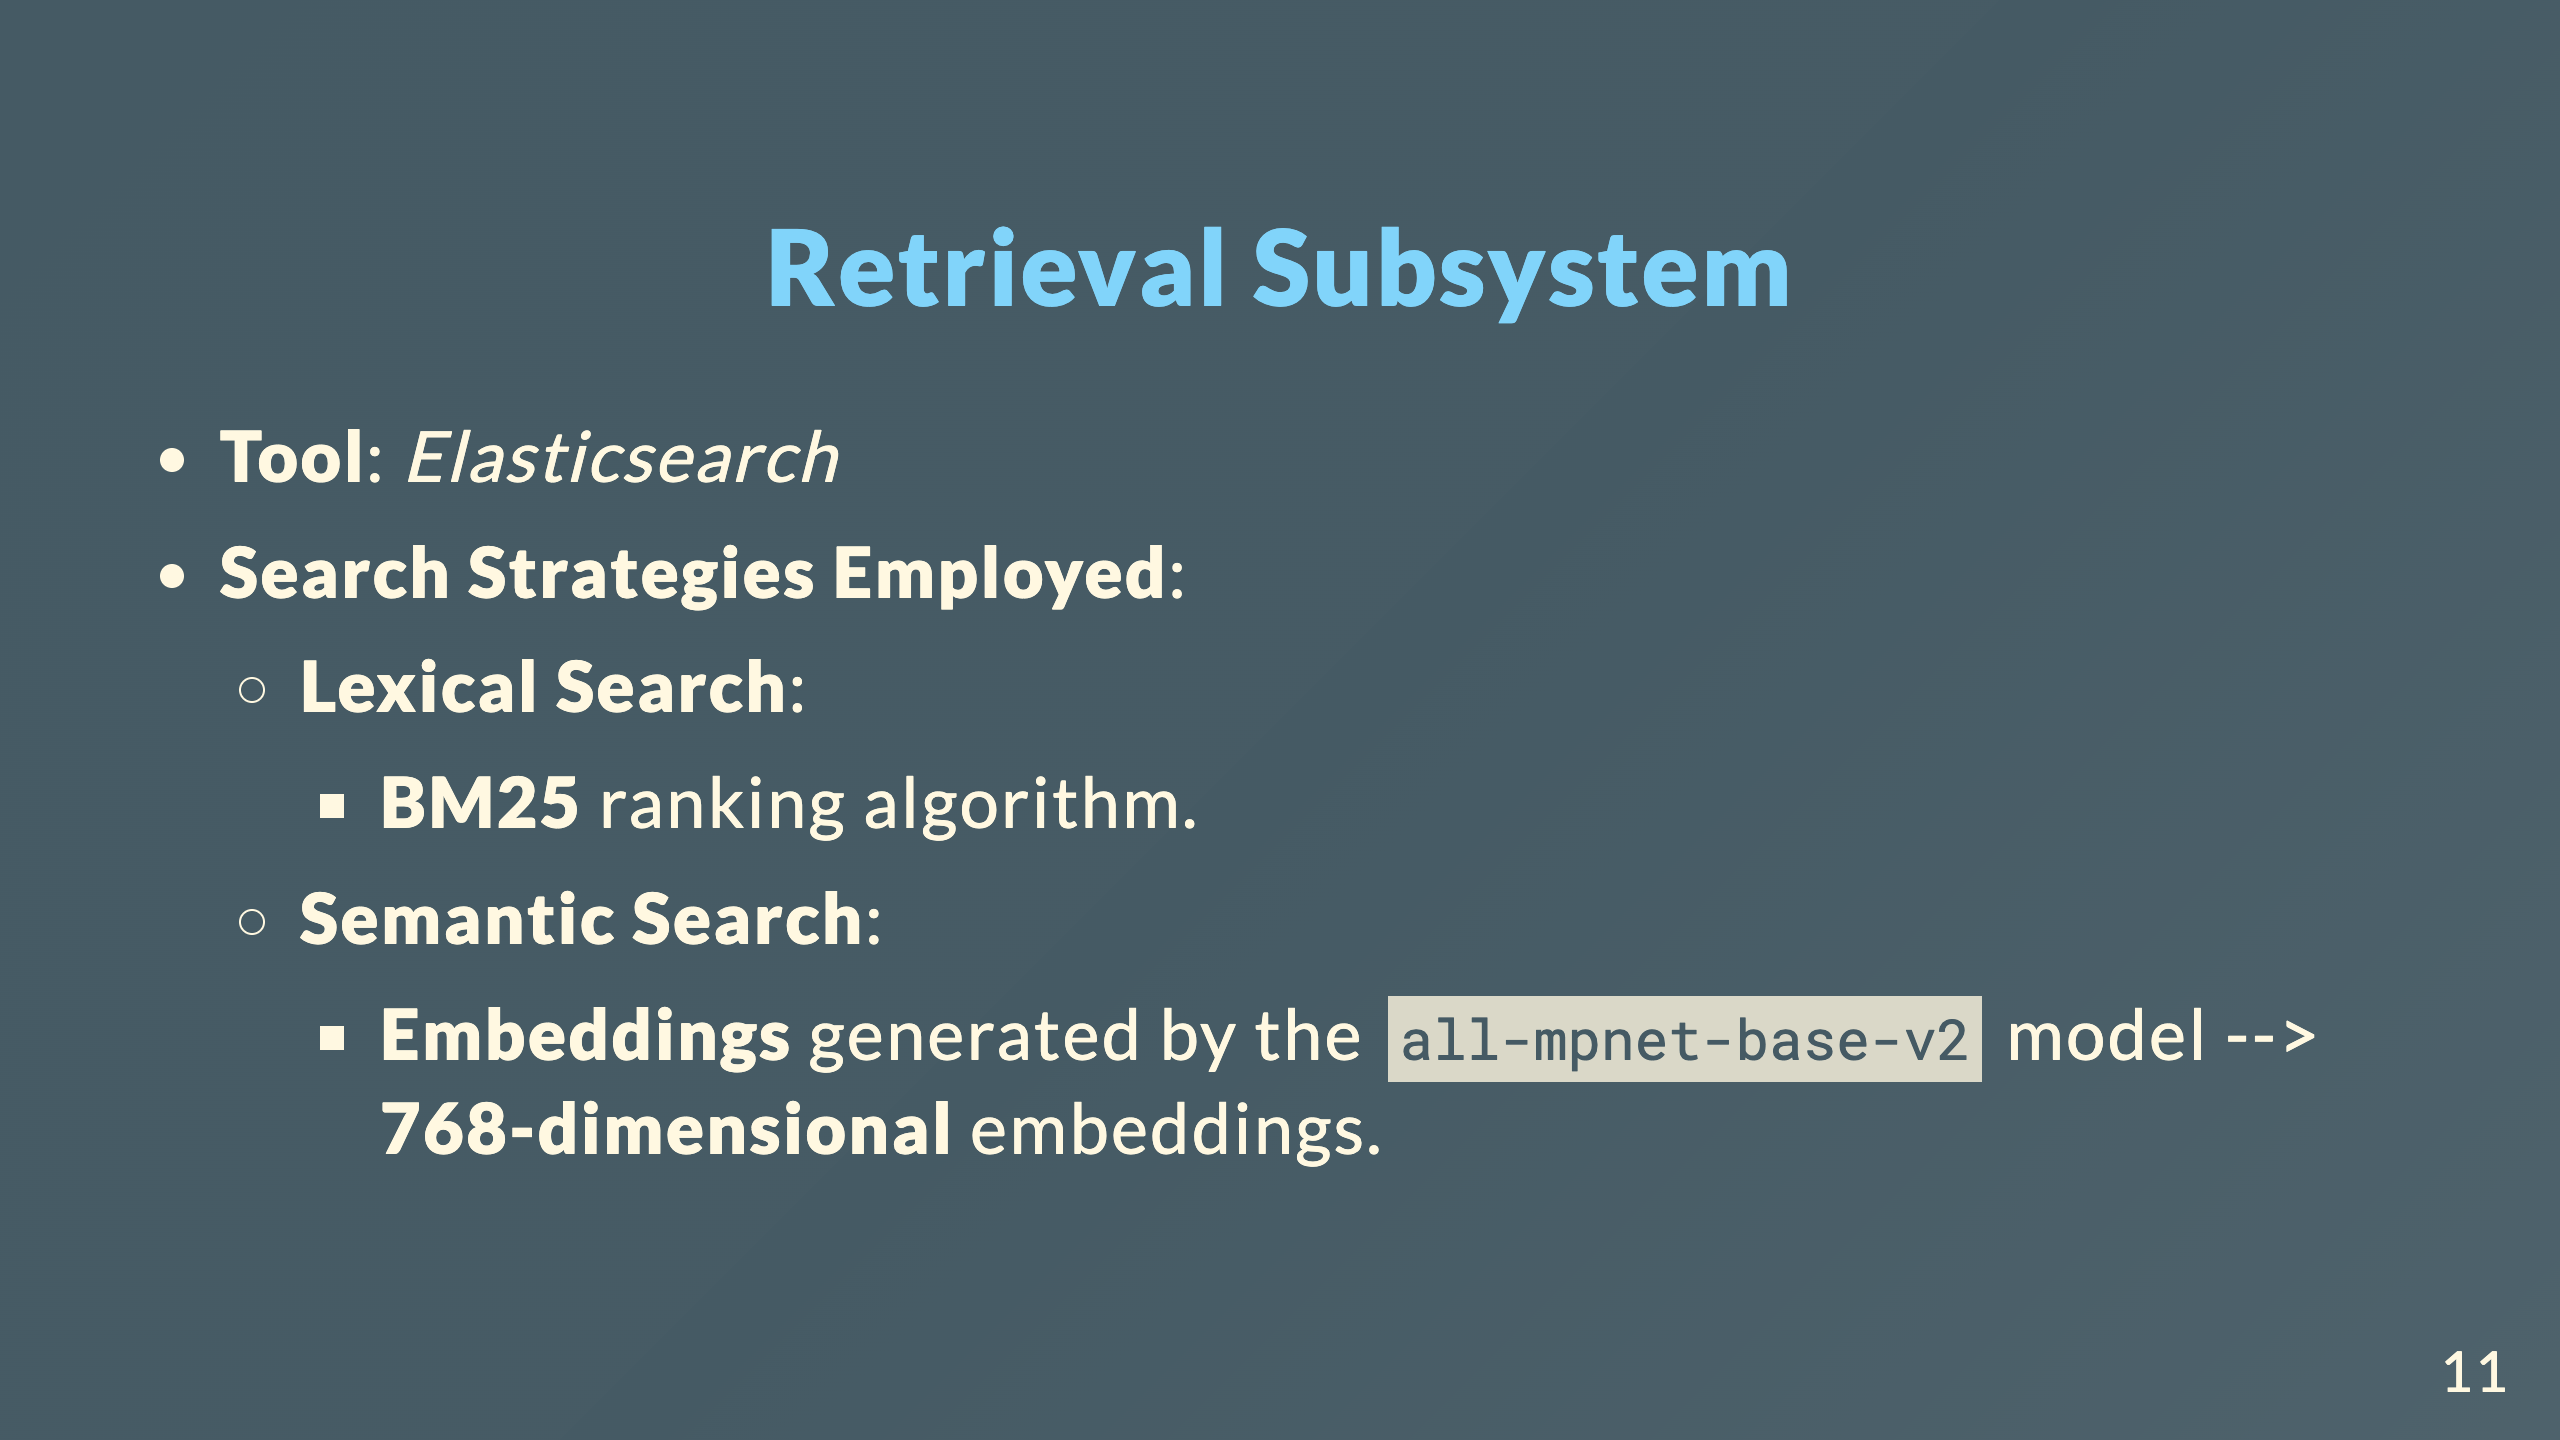 Retrieval Subsystem
• Tool: Elasticsearch
• Search Strategies Employed:
○ Lexical Search:
▪ BM25 ranking algorithm.
○ Semantic Search:
▪ Embeddings generated by the all-mpnet-base-v2 model -->
768-dimensional embeddings.
11